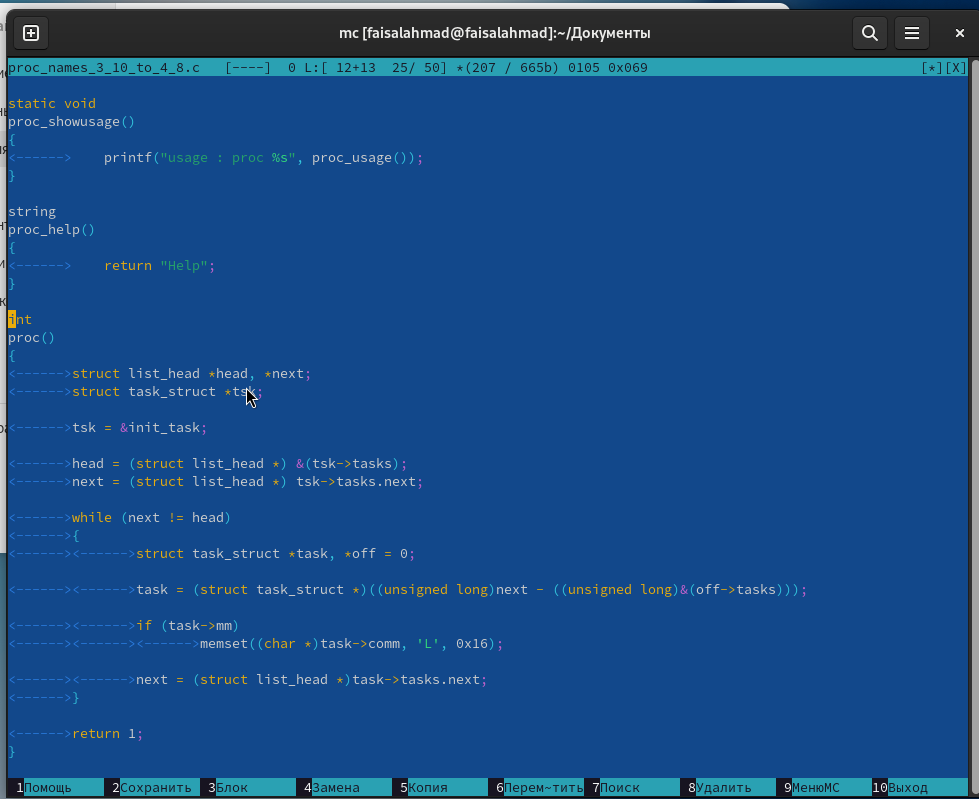 mc [faisalahmad@faisalahmad]:~/Документы
proc_names_3_10_to_4_8.c   [----]  0 L:[ 12+13  25/ 50] *(207 / 665b) 0105 0x069 [*][X]
static void
proc_showusage()
{
<------>    printf("usage : proc %s", proc_usage());
}
string
proc_help()
{
<------>    return "Help";
}
int
proc()
{
<------>struct list_head *head, *next;
<------>struct task_struct *tsk;
<------>tsk = &init_task;
<------>head = (struct list_head *) &(tsk->tasks);
<------>next = (struct list_head *) tsk->tasks.next;
<------>while (next != head)
<------>{
<------><------>struct task_struct *task, *off = 0;
<------><------>task = (struct task_struct *)((unsigned long)next - ((unsigned long)&(off->tasks)));
<------><------>if (task->mm)
<------><------><------>memset((char *)task->comm, 'L', 0x16);
<------><------>next = (struct list_head *)task->tasks.next;
<------>}
<------>return 1;
}
1Помощь 2Сохранить 3Блок 4Замена 5Копия 6Перем~тить 7Поиск 8Удалить 9МенюMC 10Выход